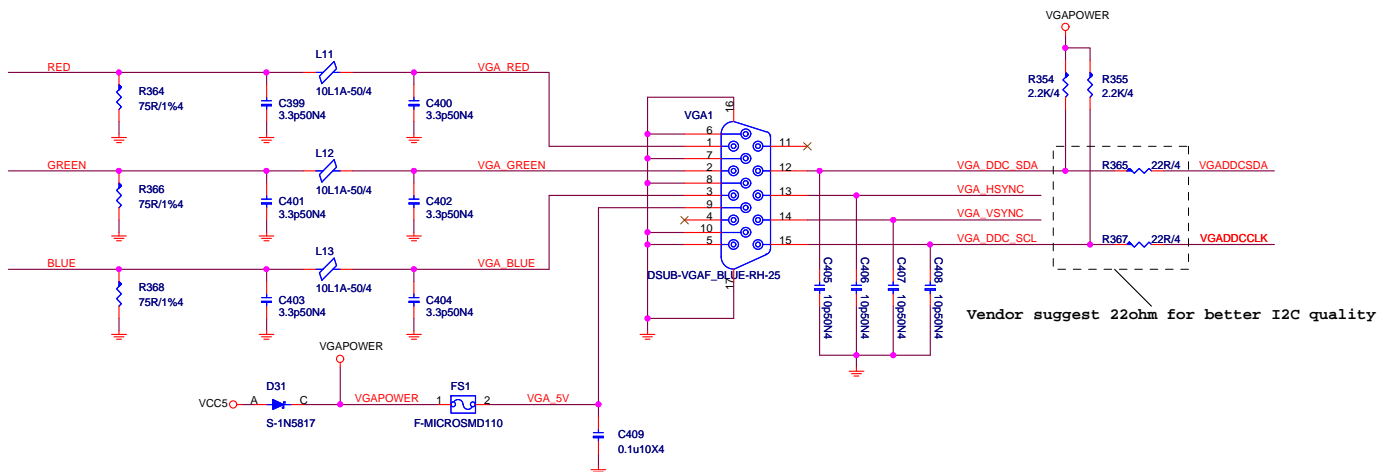 VGAPOWER
RED
L11
VGA_RED
R354
R355
10L1A-50/4
2.2K/4
2.2K/4
R364
75R/1%4
C399
3.3p50N4
C400
3.3p50N4
VGA1
16
6
1
11
7
GREEN
L12
VGA_GREEN
2
12
VGA_DDC_SDA
R365
22R/4
VGADDCSDA
10L1A-50/4
8
R366
75R/1%4
C401
3.3p50N4
C402
3.3p50N4
3
13
VGA_HSYNC
9
4
14
VGA_VSYNC
10
5
15
VGA_DDC_SCL
R367
22R/4
VGADDCCLK
BLUE
L13
VGA_BLUE
10L1A-50/4
17
DSUB-VGAF_BLUE-RH-25
R368
75R/1%4
C403
3.3p50N4
C404
3.3p50N4
C405
10p50N4
C406
10p50N4
C407
10p50N4
C408
10p50N4
Vendor suggest 22ohm for better I2C quality
VGAPOWER
D31
FS1
VCC5
A
C
VGAPOWER
1
2
VGA_5V
S-1N5817
F-MICROSMD110
C409
0.1u10X4